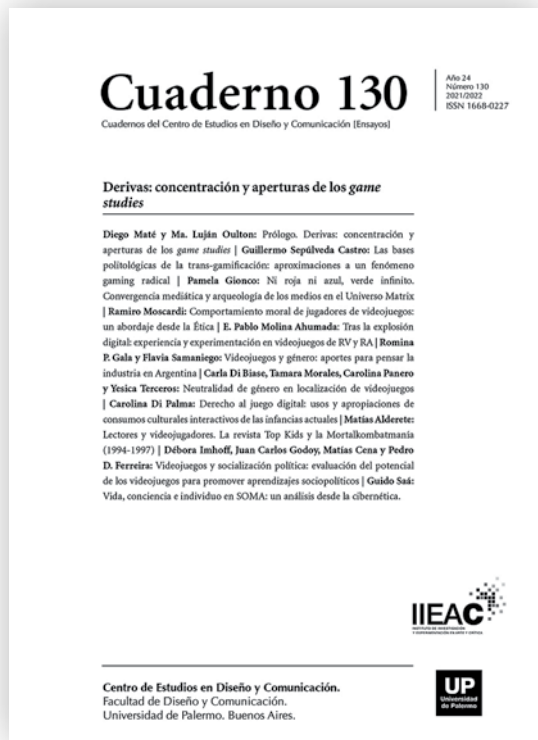 Cuaderno 130
Cuadernos del Centro de Estudios en Diseño y Comunicación [Ensayos]
Año 24
Número 130
2021/2022
ISSN 1668-0227
Derivas: concentración y aperturas de los game
studies
Diego Maté y Ma. Luján Oulton: Prólogo. Derivas: concentración y
aperturas de los game studies | Guillermo Sepúlveda Castro: Las bases
politológicas de la trans-gamificación: aproximaciones a un fenómeno
gaming radical | Pamela Gionco: Ni roja ni azul, verde infinito.
Convergencia mediática y arqueología de los medios en el Universo Matrix
| Ramiro Moscardi: Comportamiento moral de jugadores de videojuegos:
un abordaje desde la Ética | E. Pablo Molina Ahumada: Tras la explosión
digital: experiencia y experimentación en videojuegos de RV y RA | Romina
P. Gala y Flavia Samaniego: Videojuegos y género: aportes para pensar la
industria en Argentina | Carla Di Biase, Tamara Morales, Carolina Panero
y Yesica Terceros: Neutralidad de género en localización de videojuegos
| Carolina Di Palma: Derecho al juego digital: usos y apropiaciones de
consumos culturales interactivos de las infancias actuales | Matías Alderete:
Lectores y videojugadores. La revista Top Kids y la Mortalkombatmanía
(1994-1997) | Débora Imhoff, Juan Carlos Godoy, Matías Cena y Pedro
D. Ferreira: Videojuegos y socialización política: evaluación del potencial
de los videojuegos para promover aprendizajes sociopolíticos | Guido Saá:
Vida, conciencia e individuo en SOMA: un análisis desde la cibernética.
IIEAC
INSTITUTO DE INVESTIGACIÓN
Y EXPERIMENTACIÓN EN ARTE Y CRÍTICA
Centro de Estudios en Diseño y Comunicación.
Facultad de Diseño y Comunicación.
Universidad de Palermo. Buenos Aires.
UP
Universidad
de Palermo